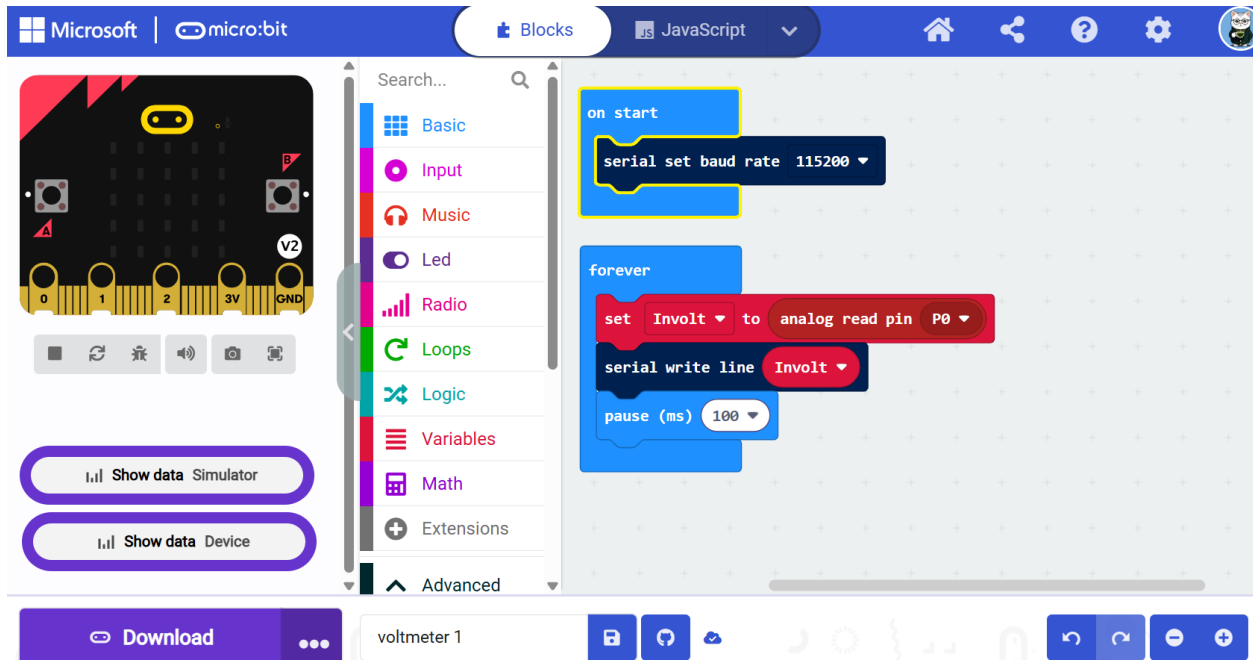 Microsoft
micro:bit
Blocks
JS JavaScript
B
A
V2
0 1 2 3V GND
Show data Simulator
Show data Device
Search...
Basic
Input
Music
Led
Radio
Loops
Logic
Variables
Math
Extensions
Advanced
on start
serial set baud rate 115200
forever
set Involt to analog read pin P0
serial write line Involt
pause (ms) 100
Download
voltmeter 1